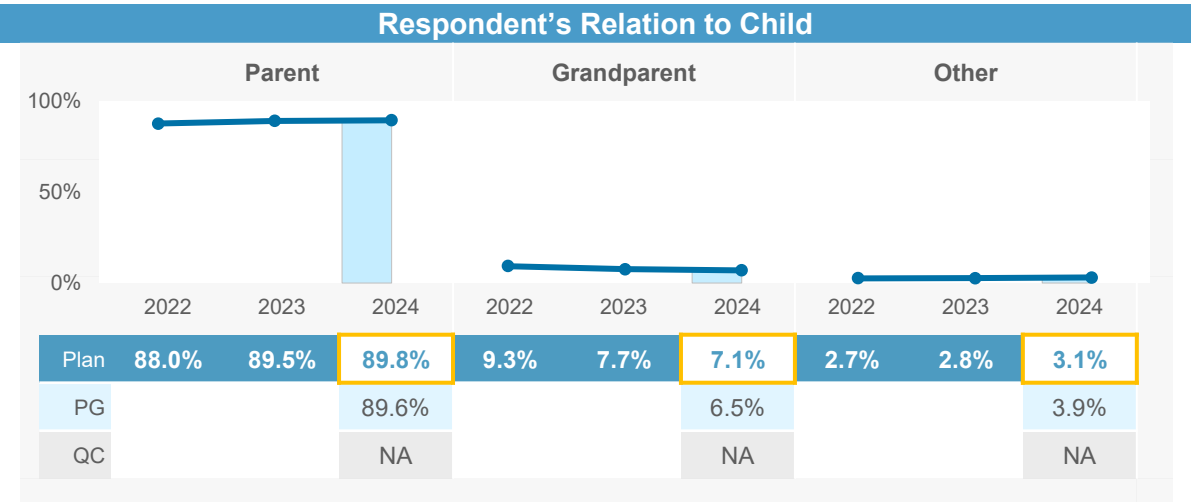 Respondent’s Relation to Child
Parent Grandparent Other
100%
50%
0%
2022 2023 2024 2022 2023 2024 2022 2023 2024
Plan 88.0% 89.5% 89.8% 9.3% 7.7% 7.1% 2.7% 2.8% 3.1%
PG 89.6% 6.5% 3.9%
QC NA NA NA